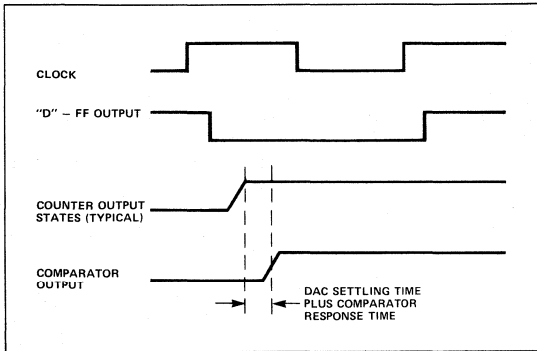 CLOCK
"D" – FF OUTPUT
COUNTER OUTPUT
STATES (TYPICAL)
COMPARATOR
OUTPUT
DAC SETTLING TIME
PLUS COMPARATOR
RESPONSE TIME